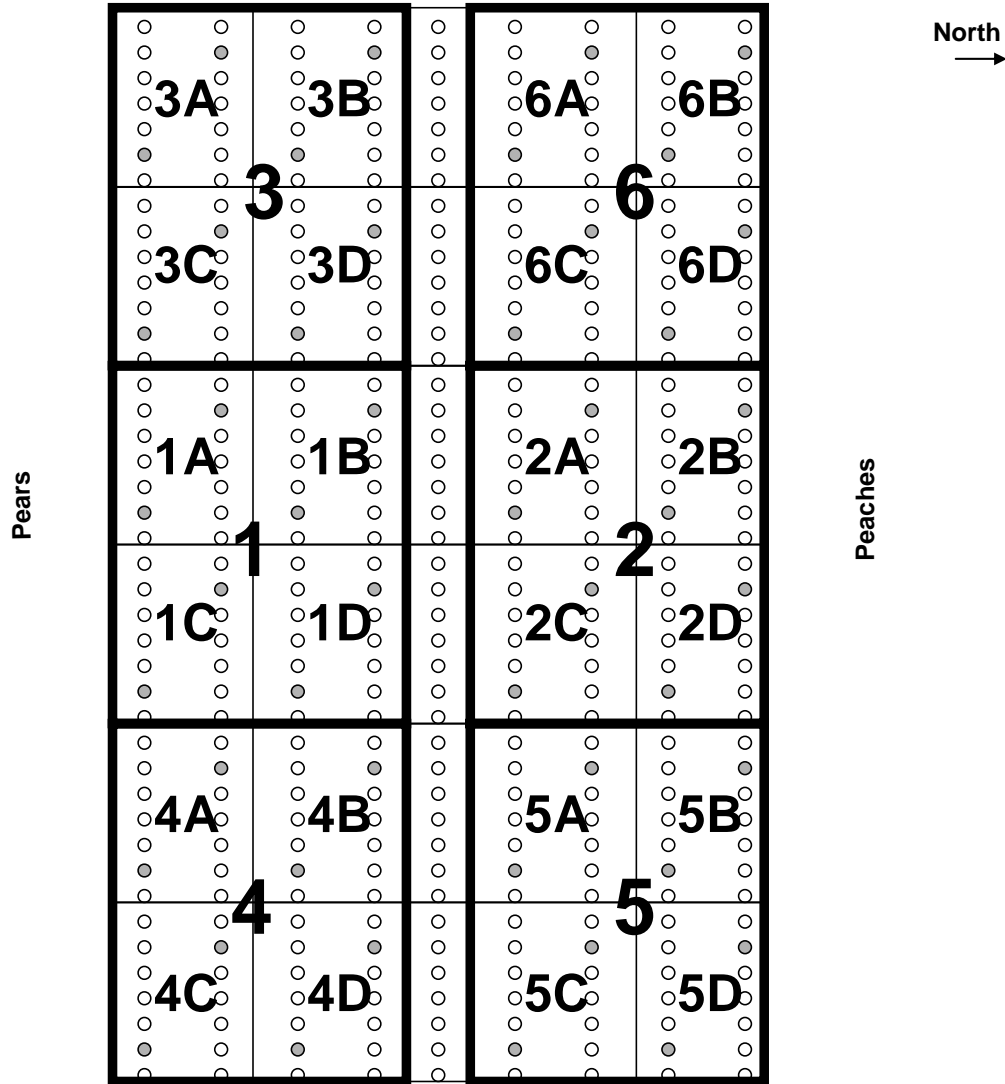 North
3A 3B 6A 6B
3 6
3C 3D 6C 6D
1A 1B 2A 2B
Pears
Peaches
1 2
1C 1D 2C 2D
4A 4B 5A 5B
4 5
4C 4D 5C 5D